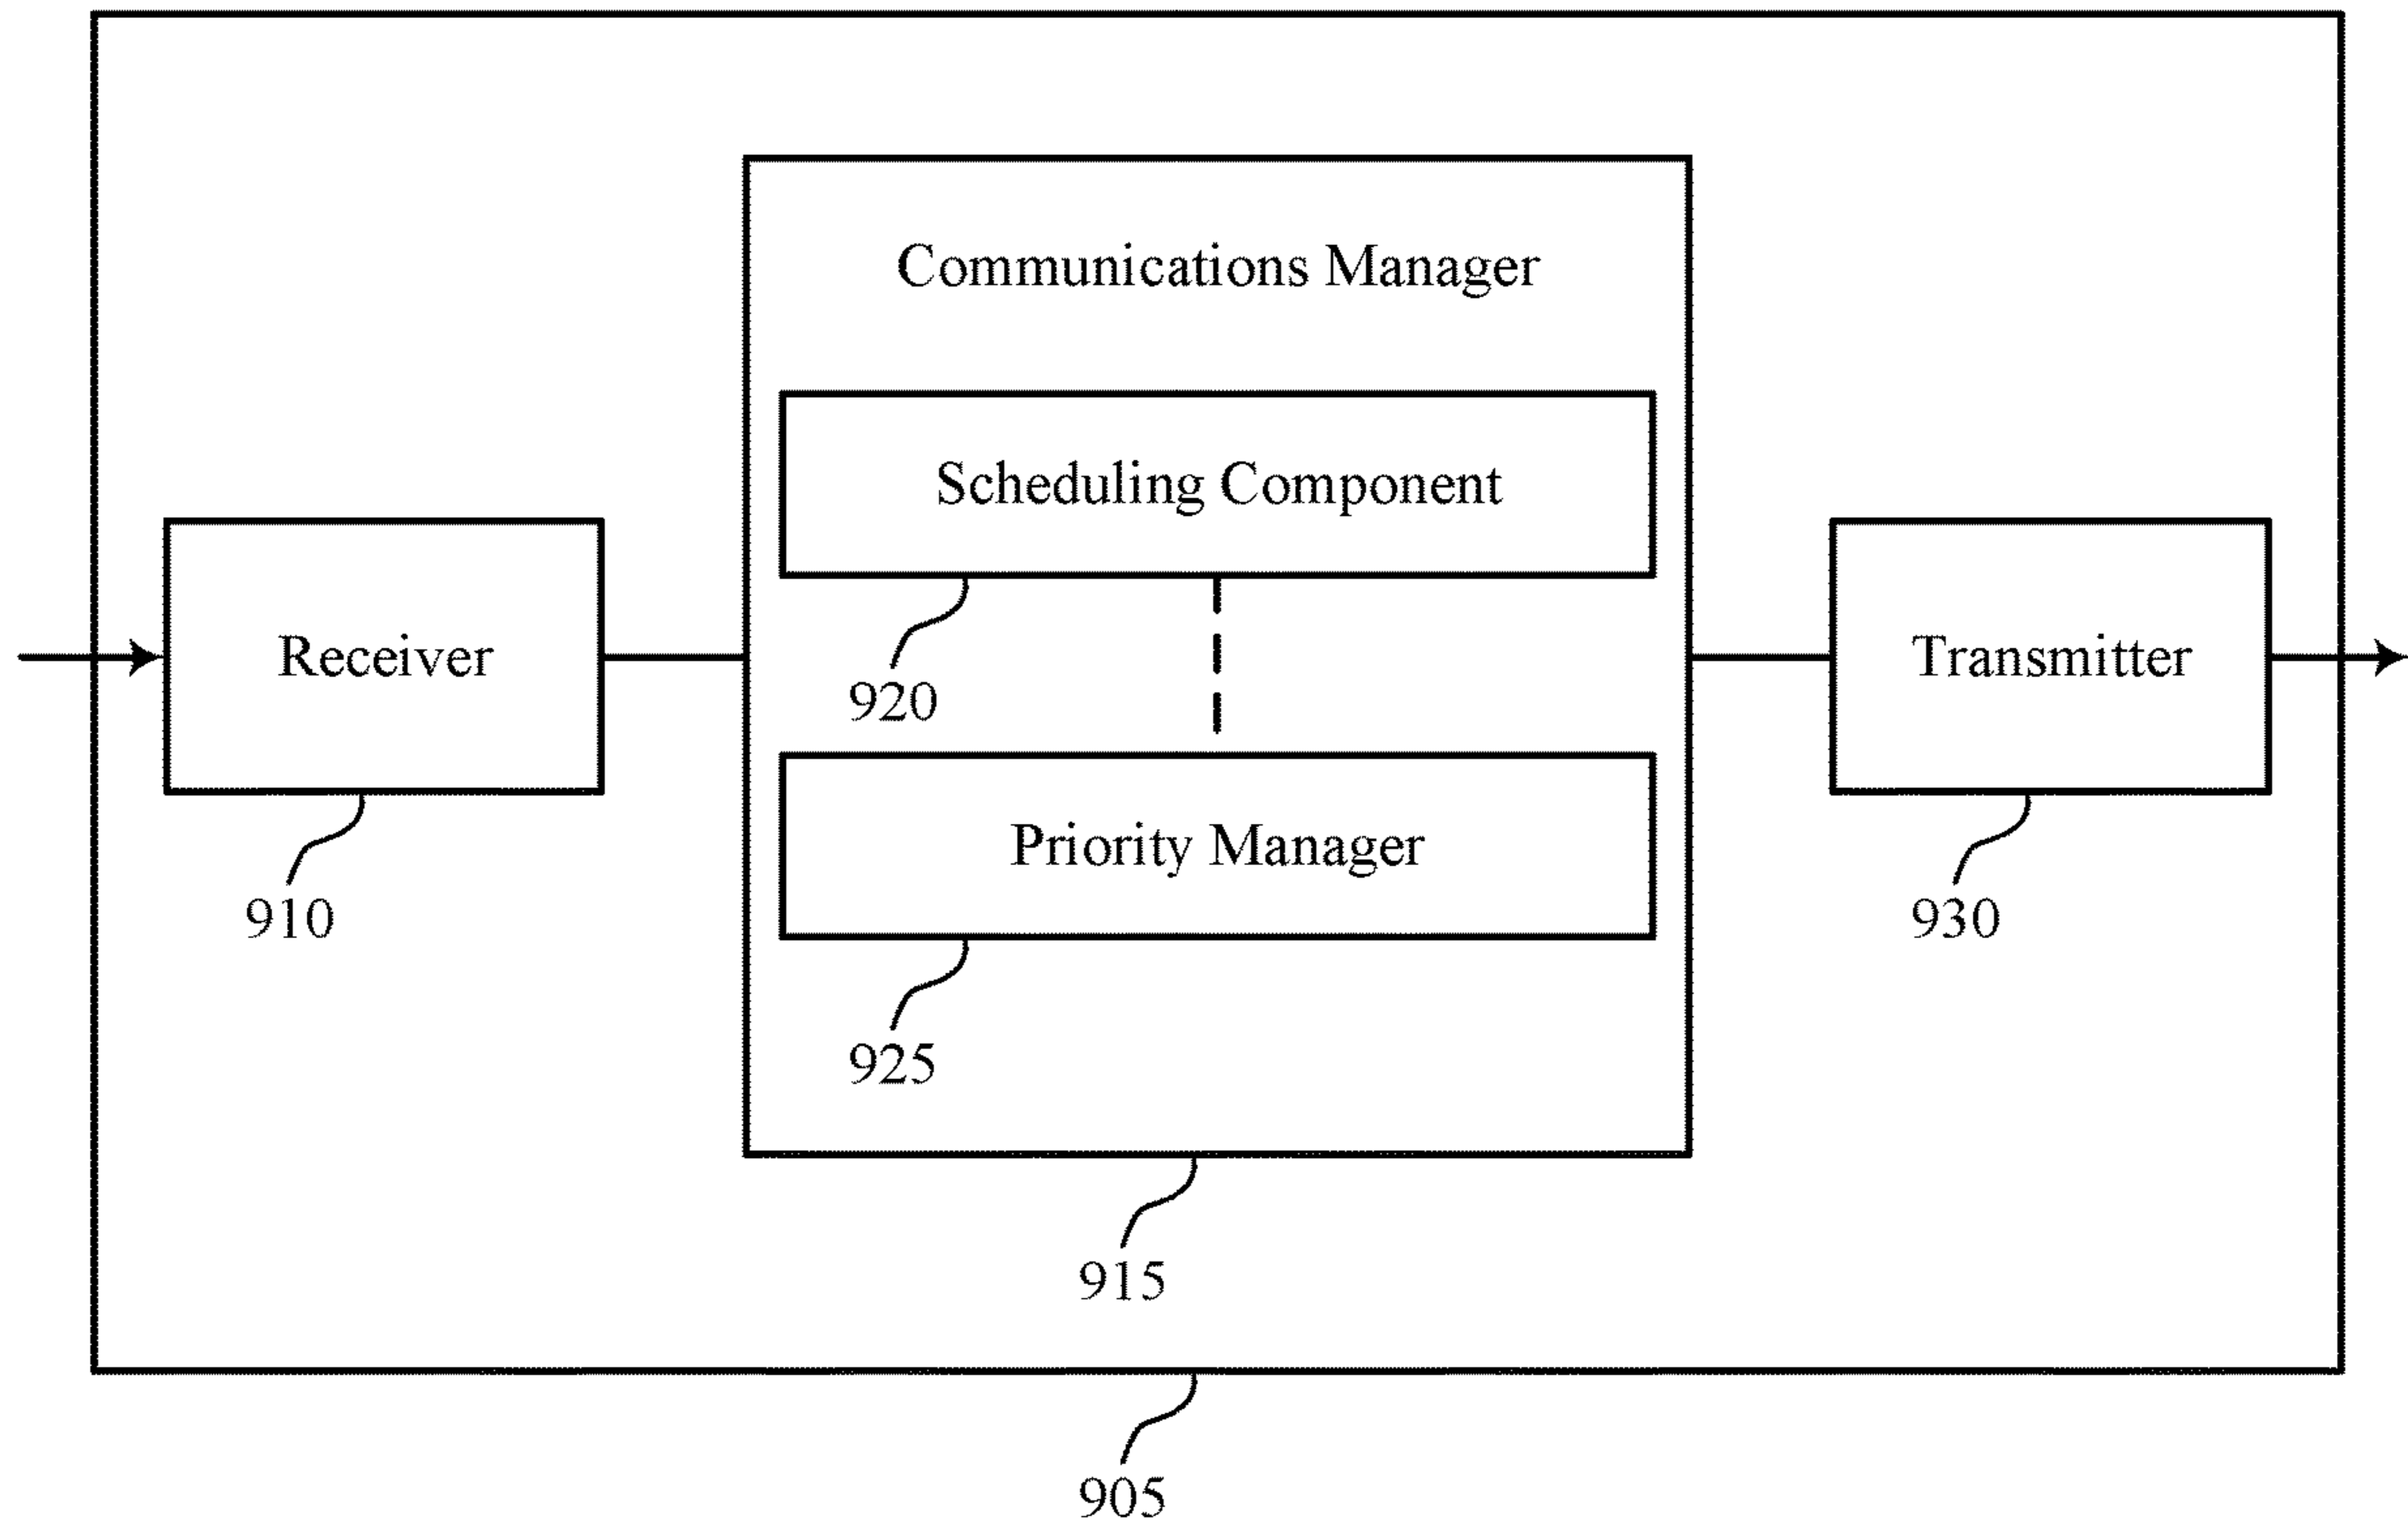 Communications Manager
Scheduling Component
920
Receiver
910
Priority Manager
925
Transmitter
930
915
905